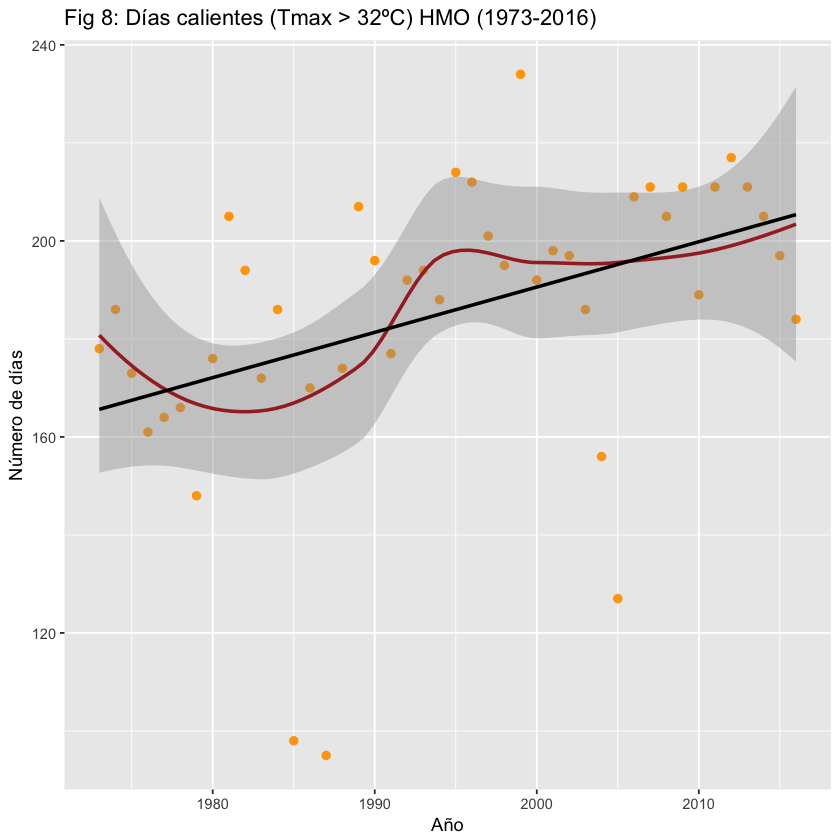 Fig 8: Días calientes (Tmax > 32ºC) HMO (1973-2016)
240
200
160
120
Número de días
1980 1990 2000 2010
Año